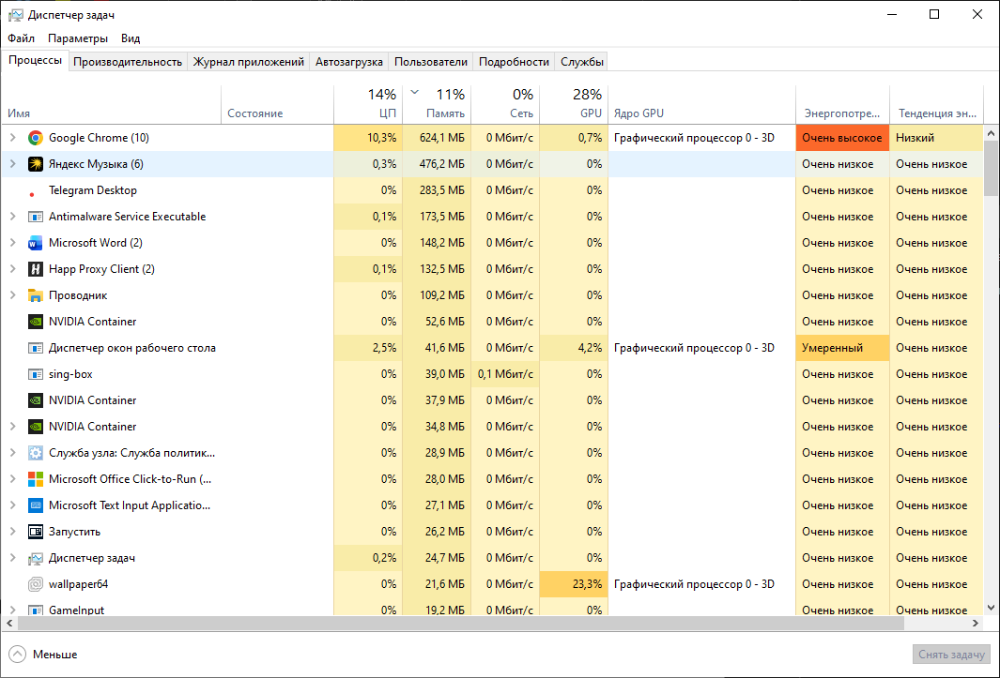 Диспетчер задач
Файл Параметры Вид
Процессы Производительность Журнал приложений Автозагрузка Пользователи Подробности Службы
14% 11% 0% 28%
Имя Состояние ЦП Память Сеть GPU Ядро GPU Энергопотре... Тенденция эн...
Google Chrome (10) 10,3% 624,1 МБ 0 Мбит/с 0,7% Графический процессор 0 - 3D Очень высокое Низкий
Яндекс Музыка (6) 0,3% 476,2 МБ 0 Мбит/с 0% Очень низкое Очень низкое
Telegram Desktop 0% 283,5 МБ 0 Мбит/с 0% Очень низкое Очень низкое
Antimalware Service Executable 0,1% 173,5 МБ 0 Мбит/с 0% Очень низкое Очень низкое
Microsoft Word (2) 0% 148,2 МБ 0 Мбит/с 0% Очень низкое Очень низкое
Happ Proxy Client (2) 0,1% 132,5 МБ 0 Мбит/с 0% Очень низкое Очень низкое
Проводник 0% 109,2 МБ 0 Мбит/с 0% Очень низкое Очень низкое
NVIDIA Container 0% 52,6 МБ 0 Мбит/с 0% Очень низкое Очень низкое
Диспетчер окон рабочего стола 2,5% 41,6 МБ 0 Мбит/с 4,2% Графический процессор 0 - 3D Умеренный Очень низкое
sing-box 0% 39,0 МБ 0,1 Мбит/с 0% Очень низкое Очень низкое
NVIDIA Container 0% 37,9 МБ 0 Мбит/с 0% Очень низкое Очень низкое
NVIDIA Container 0% 34,8 МБ 0 Мбит/с 0% Очень низкое Очень низкое
Служба узла: Служба политик... 0% 28,9 МБ 0 Мбит/с 0% Очень низкое Очень низкое
Microsoft Office Click-to-Run (... 0% 28,0 МБ 0 Мбит/с 0% Очень низкое Очень низкое
Microsoft Text Input Applicatio... 0% 27,1 МБ 0 Мбит/с 0% Очень низкое Очень низкое
Запустить 0% 26,2 МБ 0 Мбит/с 0% Очень низкое Очень низкое
Диспетчер задач 0,2% 24,7 МБ 0 Мбит/с 0% Очень низкое Очень низкое
wallpaper64 0% 21,6 МБ 0 Мбит/с 23,3% Графический процессор 0 - 3D Очень низкое Очень низкое
GameInput 0% 19,2 МБ 0 Мбит/с 0% Очень низкое Очень низкое
Меньше Снять задачу